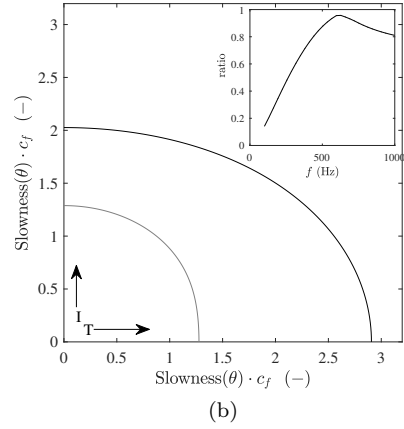 3
2.5
2
1.5
1
0.5
0
Slowness(θ) · c_f (−)
1
0.8
0.6
0.4
0.2
0
ratio
0 500 1000
f (Hz)
I
T
0 0.5 1 1.5 2 2.5 3
Slowness(θ) · c_f (−)
(b)